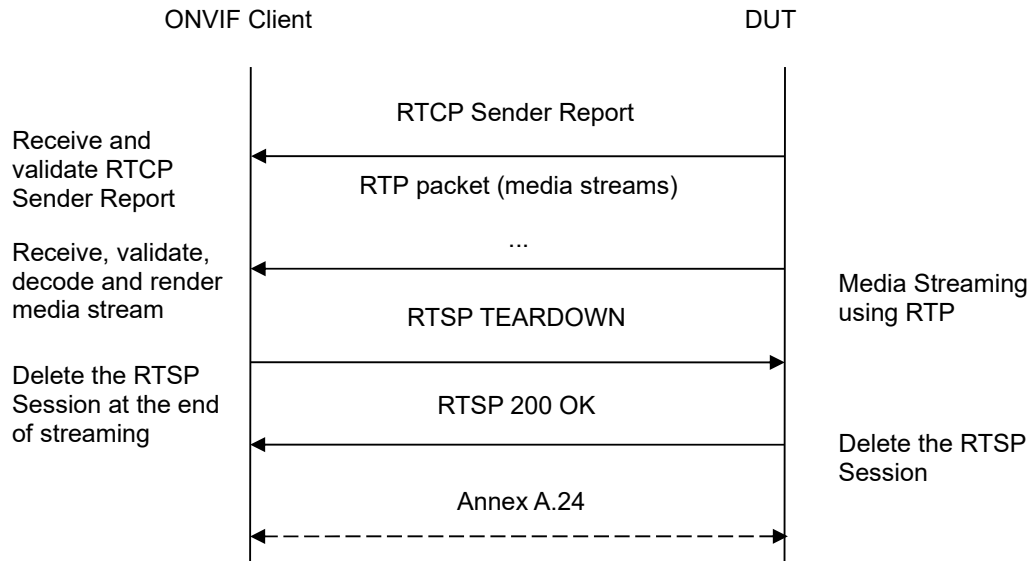 ONVIF Client
DUT
RTCP Sender Report
Receive and
validate RTCP
Sender Report
RTP packet (media streams)
...
Receive, validate,
decode and render
media stream
Media Streaming
using RTP
RTSP TEARDOWN
Delete the RTSP
Session at the end
of streaming
RTSP 200 OK
Delete the RTSP
Session
Annex A.24